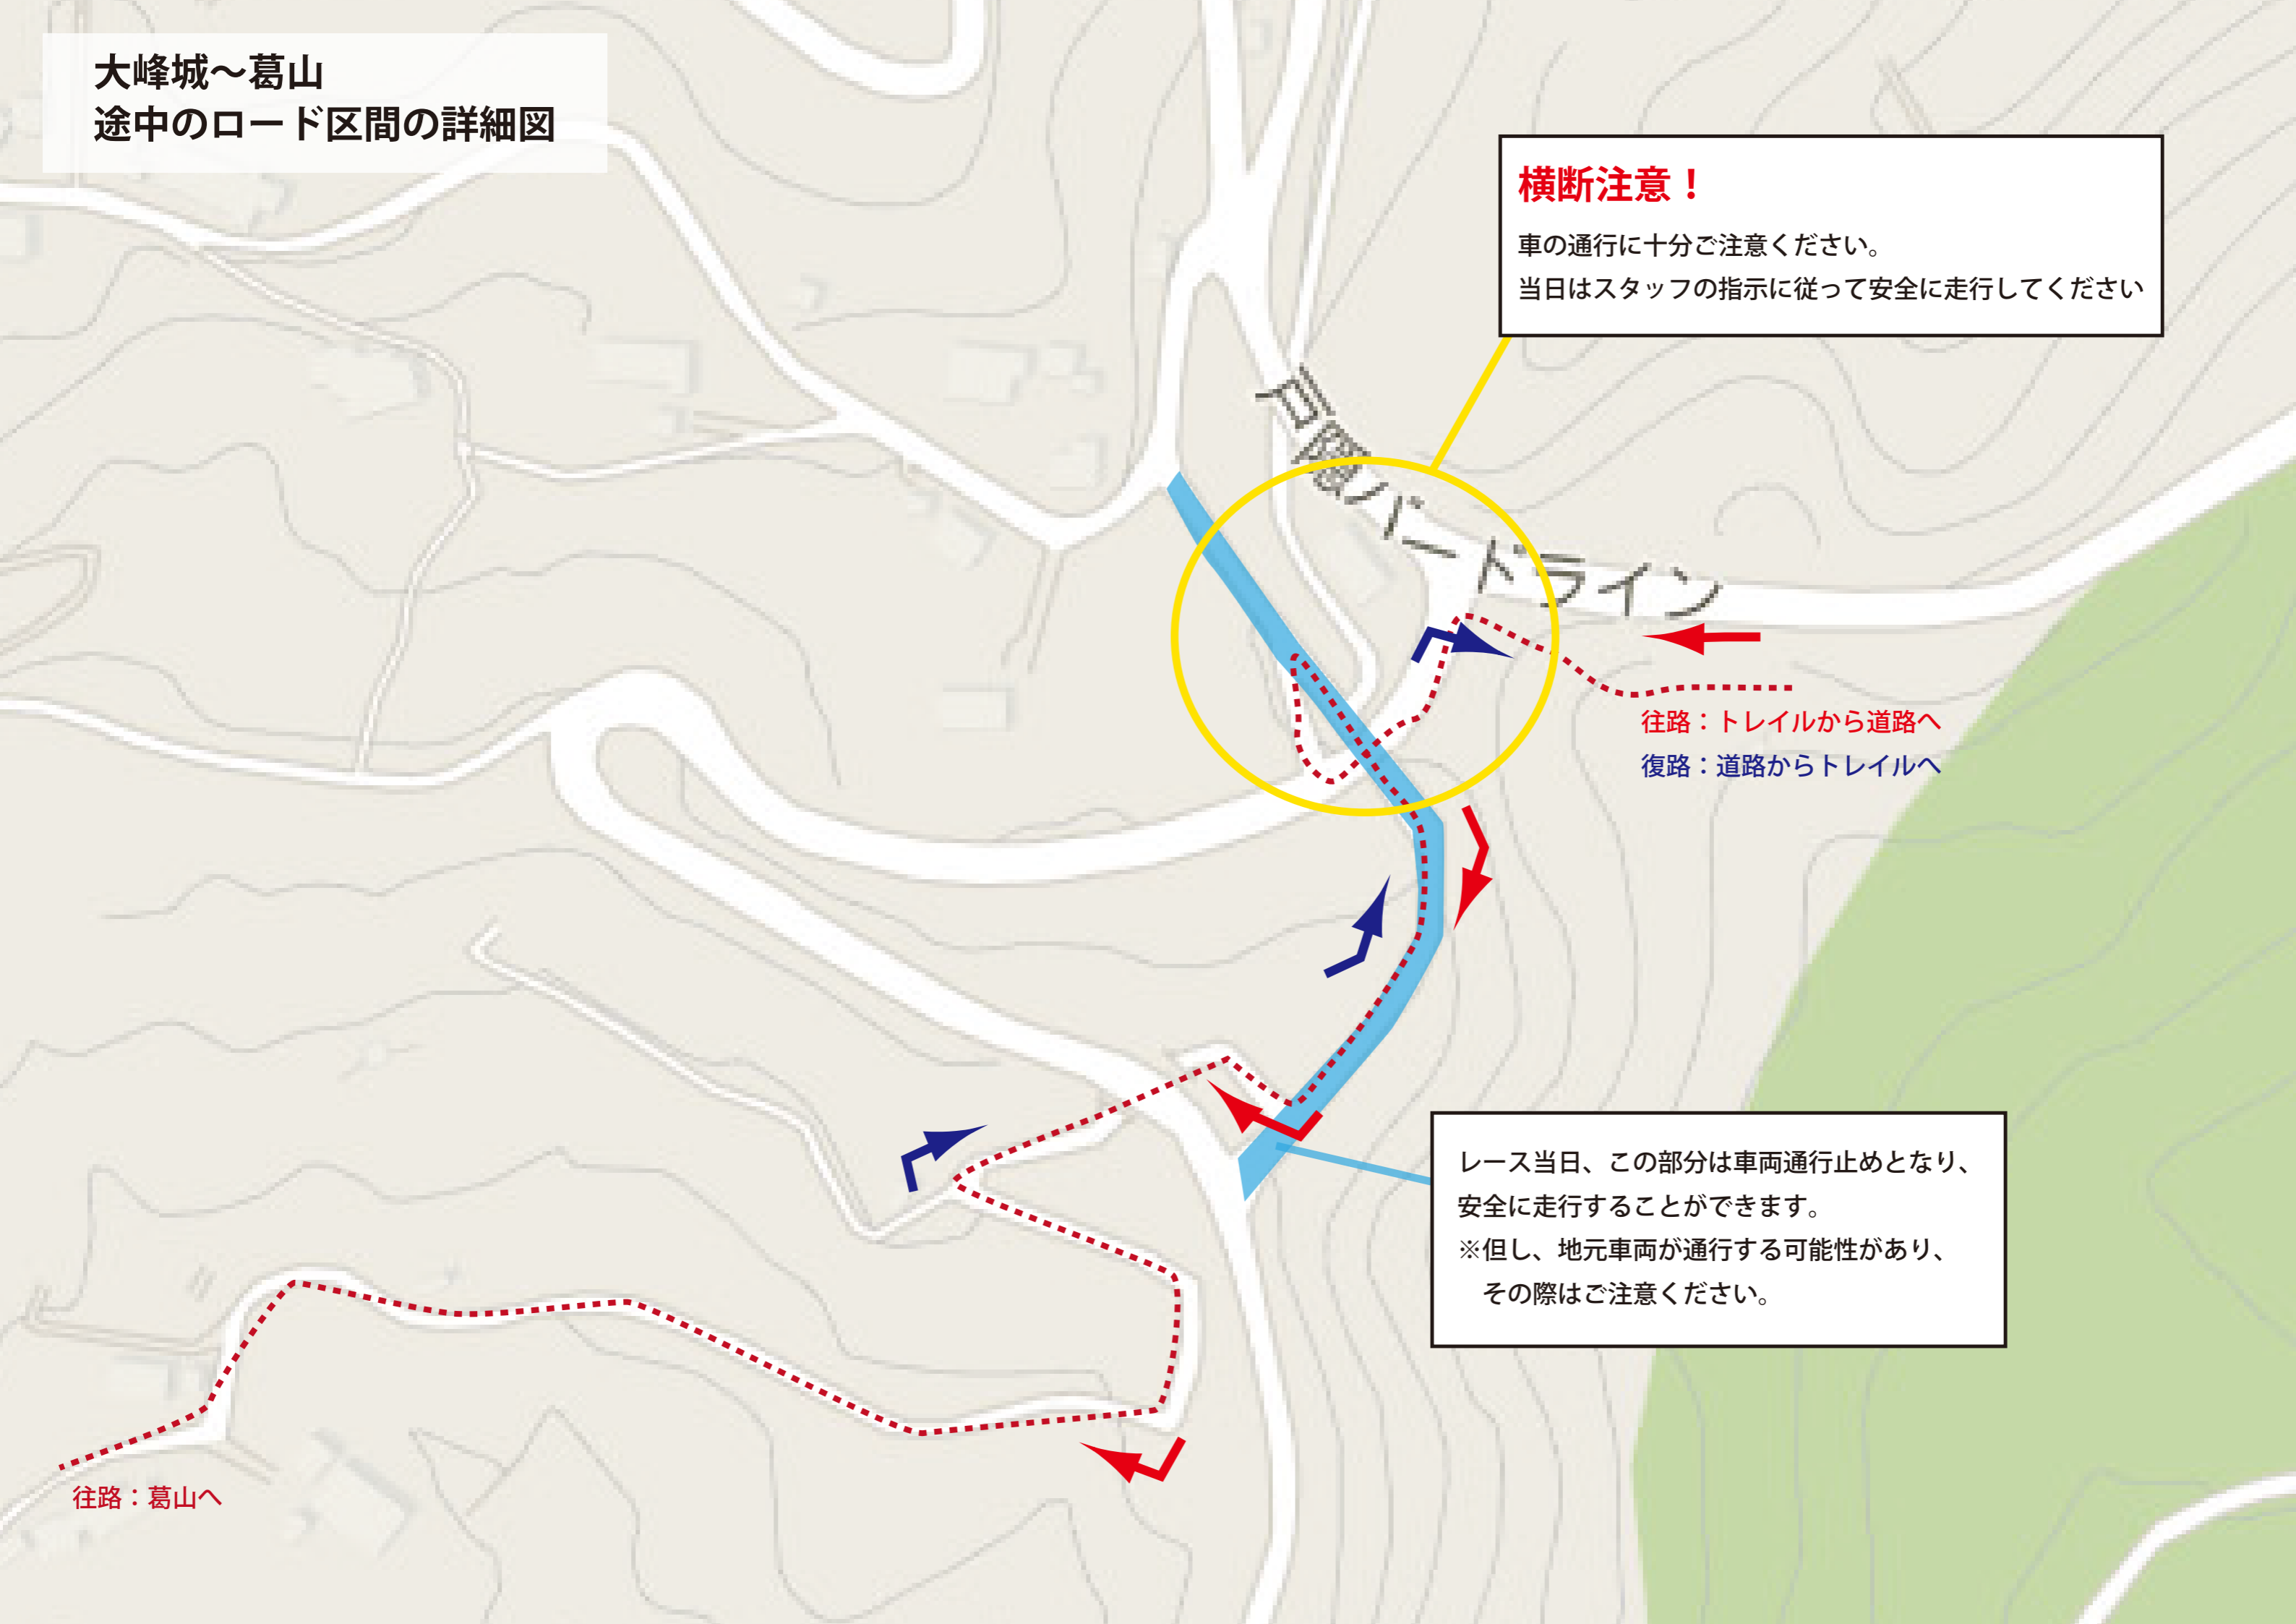 大峰城～葛山
途中のロード区間の詳細図
横断注意！
車の通行に十分ご注意ください。
当日はスタッフの指示に従って安全に走行してください
戸隠バードライン
往路：トレイルから道路へ
復路：道路からトレイルへ
レース当日、この部分は車両通行止めとなり、
安全に走行することができます。
※但し、地元車両が通行する可能性があり、
その際はご注意ください。
往路：葛山へ